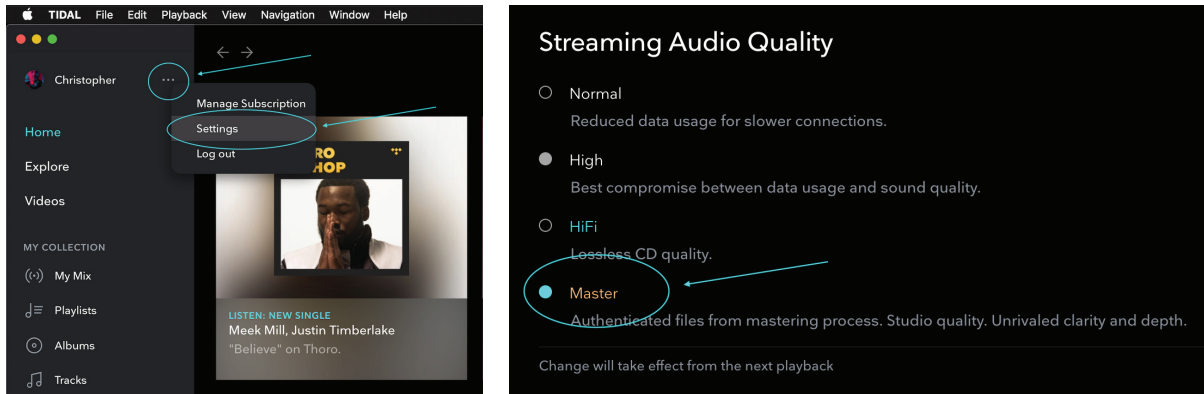 TIDAL File Edit Playback View Navigation Window Help
Christopher
Manage Subscription
Settings
Log out
Home
Explore
Videos
MY COLLECTION
My Mix
Playlists
Albums
Tracks
RO
HOP
LISTEN: NEW SINGLE
Meek Mill, Justin Timberlake
"Believe" on Thoro.
Streaming Audio Quality
Normal
Reduced data usage for slower connections.
High
Best compromise between data usage and sound quality.
HiFi
Lossless CD quality.
Master
Authenticated files from mastering process. Studio quality. Unrivaled clarity and depth.
Change will take effect from the next playback